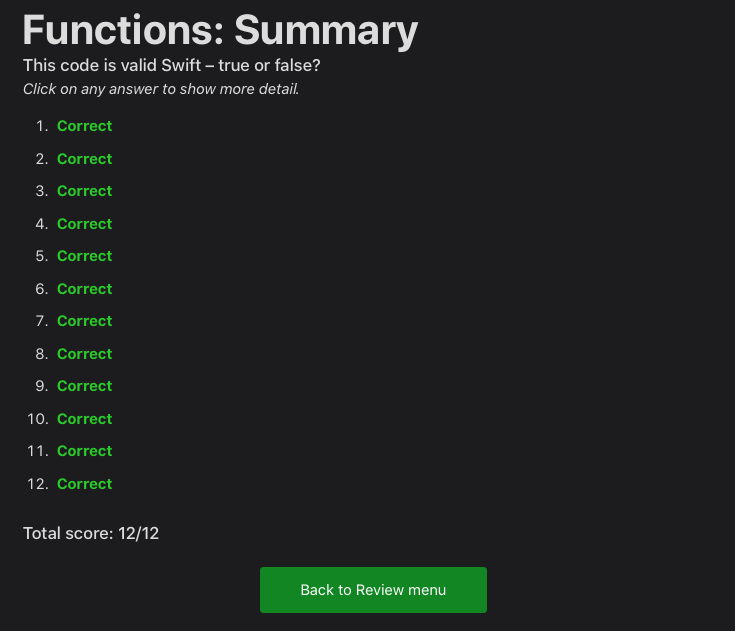 Functions: Summary
This code is valid Swift – true or false?
Click on any answer to show more detail.
1. Correct
2. Correct
3. Correct
4. Correct
5. Correct
6. Correct
7. Correct
8. Correct
9. Correct
10. Correct
11. Correct
12. Correct
Total score: 12/12
Back to Review menu